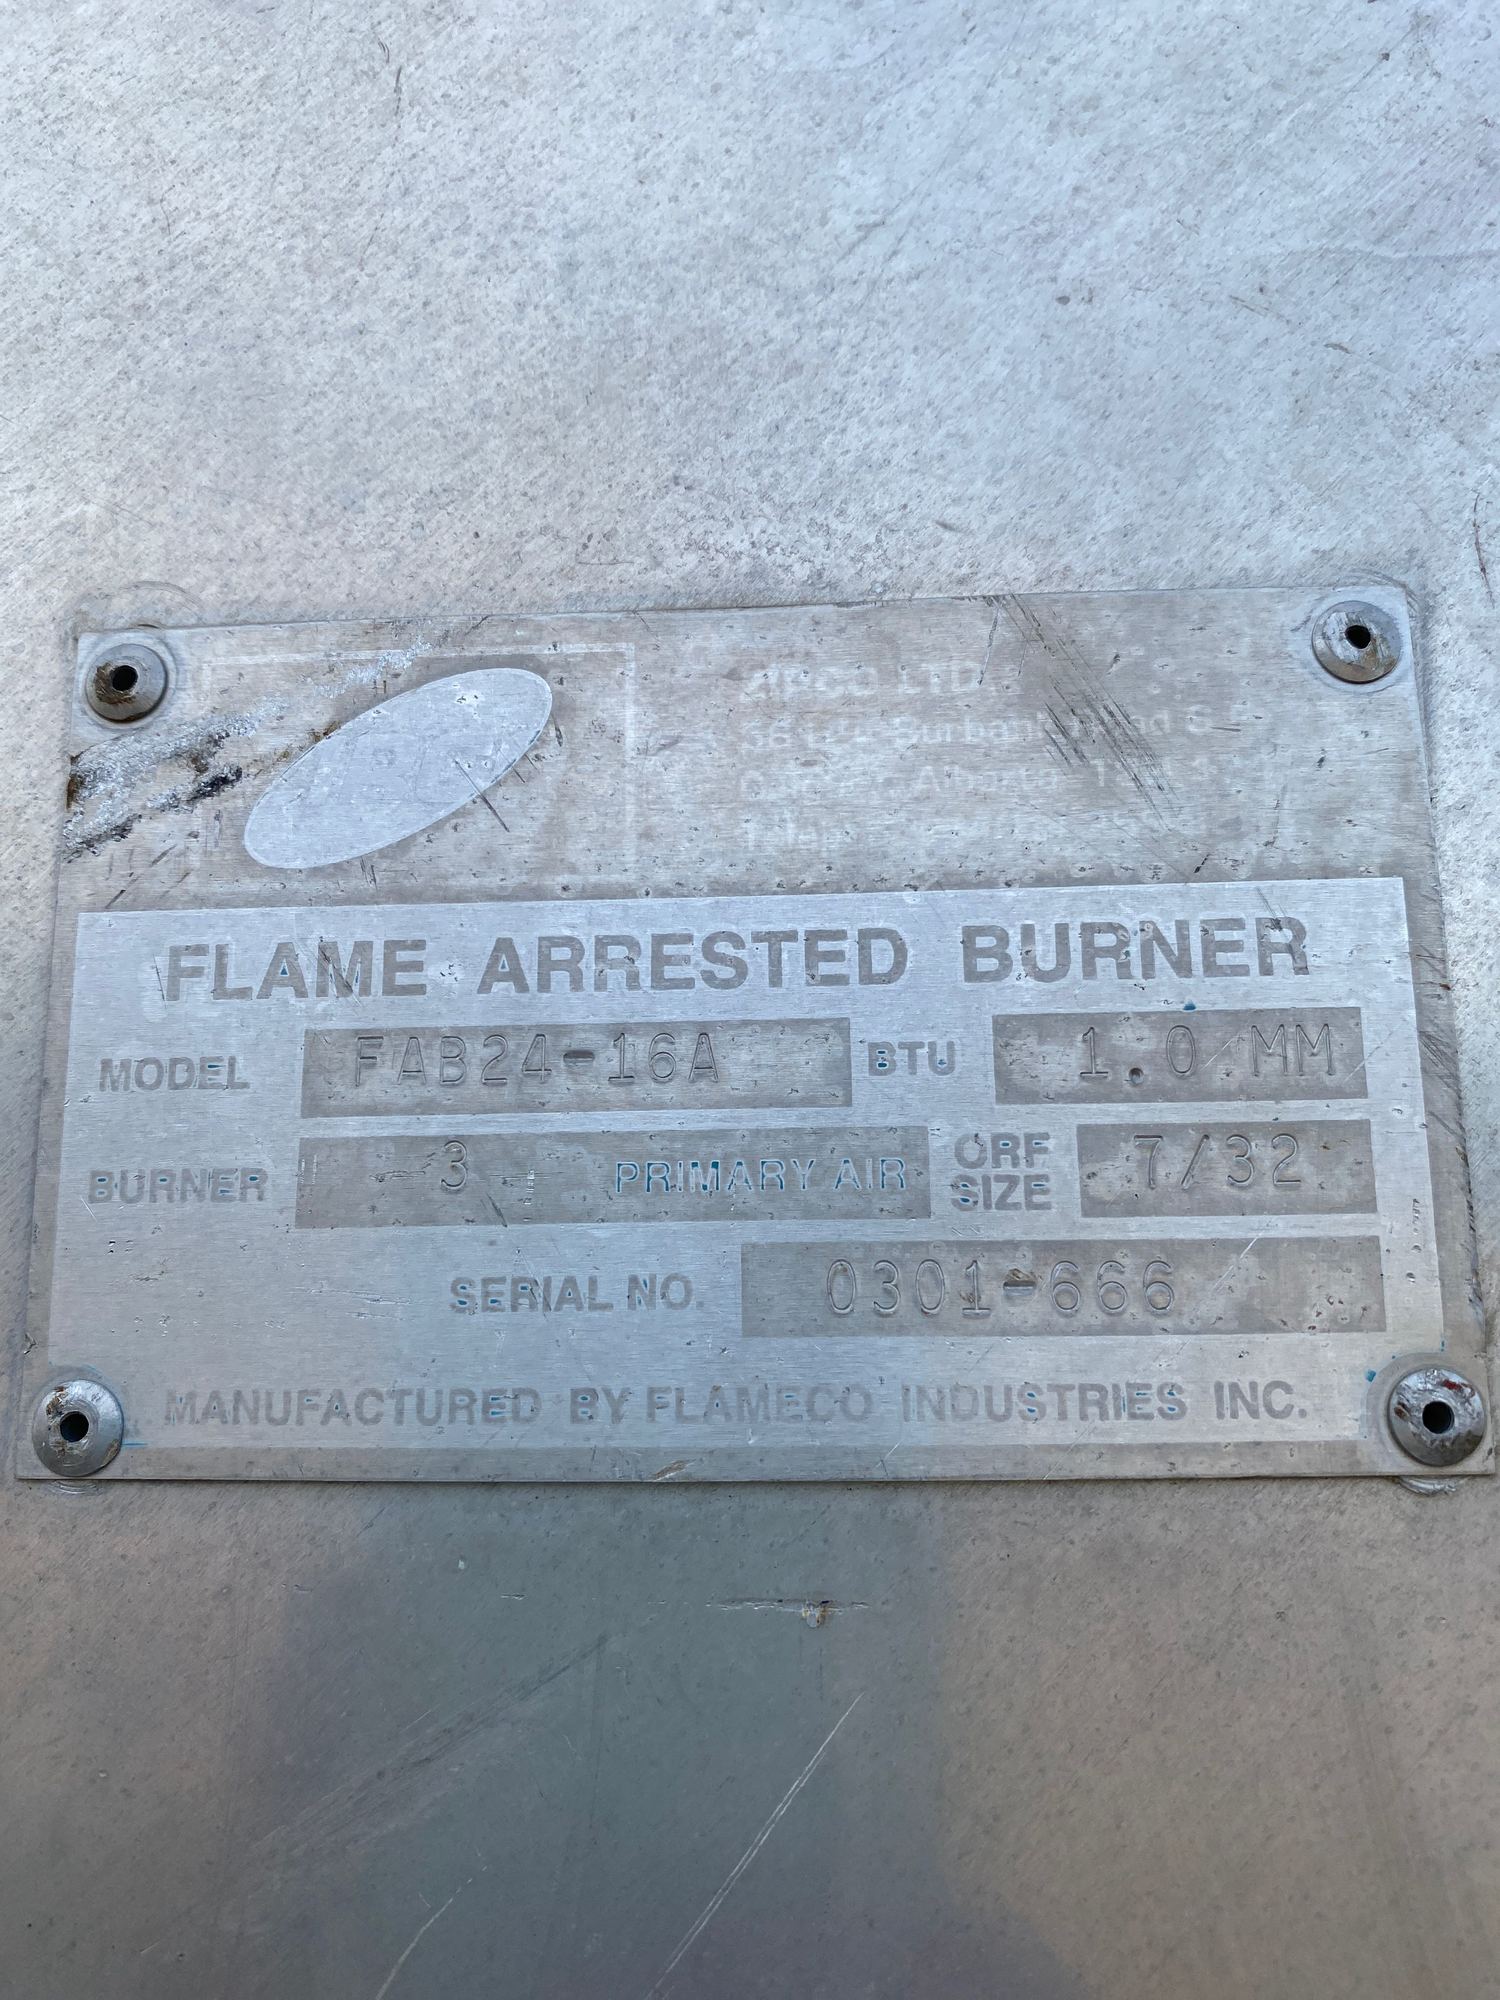 LTD.
FLAME ARRESTED BURNER
MODEL FAB24-16A BTU 1.0 MM
BURNER 3 PRIMARY AIR ORF SIZE 7/32
SERIAL NO. 0301-666
MANUFACTURED BY FLAMECO INDUSTRIES INC.